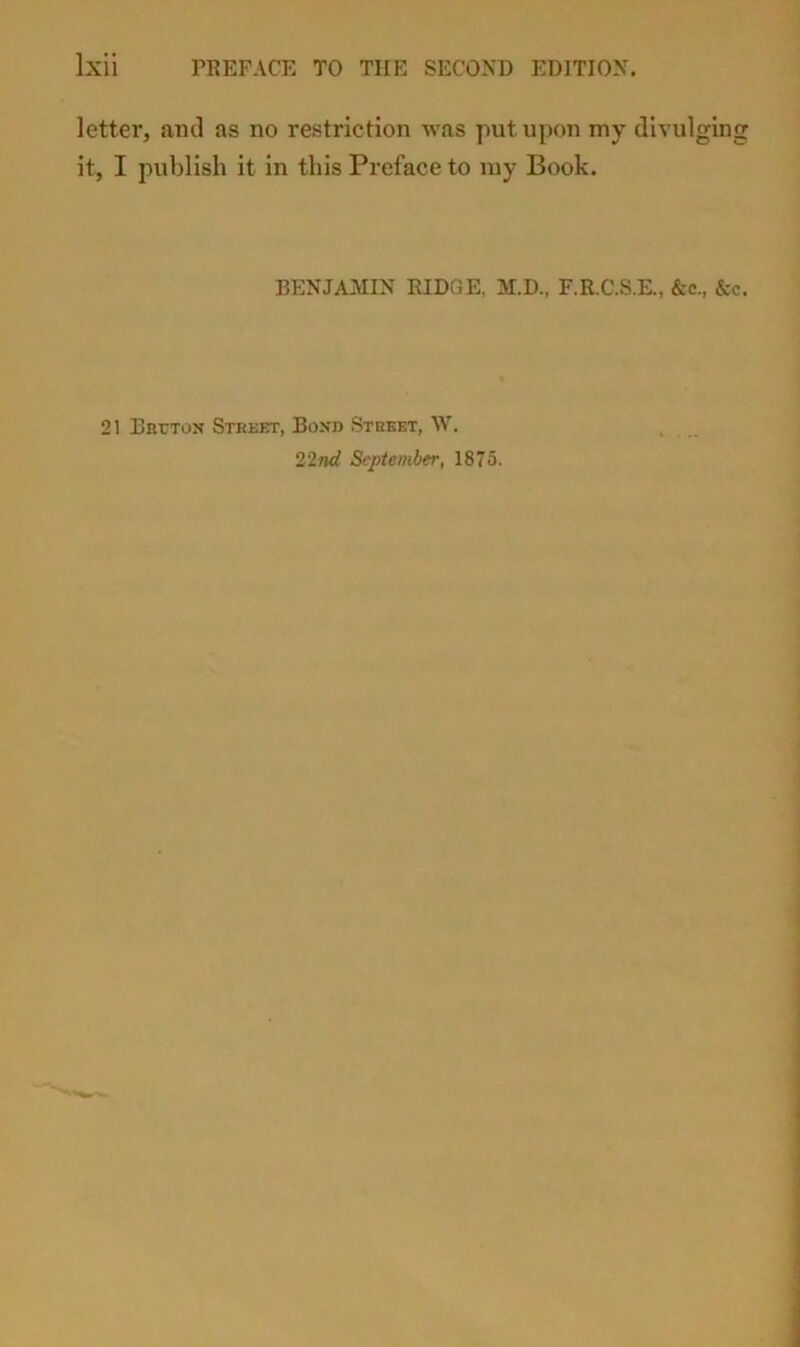 lxii PREFACE TO THE SECOND EDITION.
letter, and as no restriction was put upon my divulging
it, I publish it in this Preface to my Book.
BENJAMIN RIDGE, M.D., F.R.C.S.E., &c., &c.
21 Bruton Street, Bond Street, W.
22nd September, 1875.